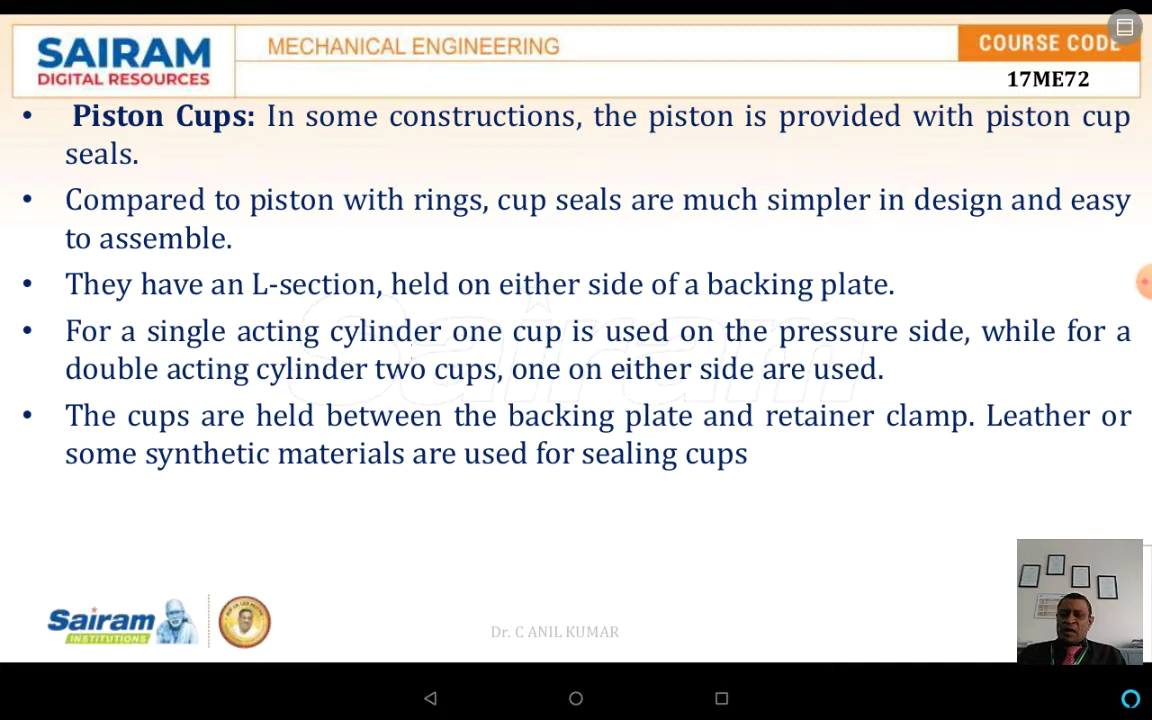 SAIRAM
DIGITAL RESOURCES
MECHANICAL ENGINEERING
COURSE CODE
17ME72
• Piston Cups: In some constructions, the piston is provided with piston cup
seals.
• Compared to piston with rings, cup seals are much simpler in design and easy
to assemble.
• They have an L-section, held on either side of a backing plate.
• For a single acting cylinder one cup is used on the pressure side, while for a
double acting cylinder two cups, one on either side are used.
• The cups are held between the backing plate and retainer clamp. Leather or
some synthetic materials are used for sealing cups
Sairam
Sairam
INSTITUTIONS
Dr. C ANIL KUMAR